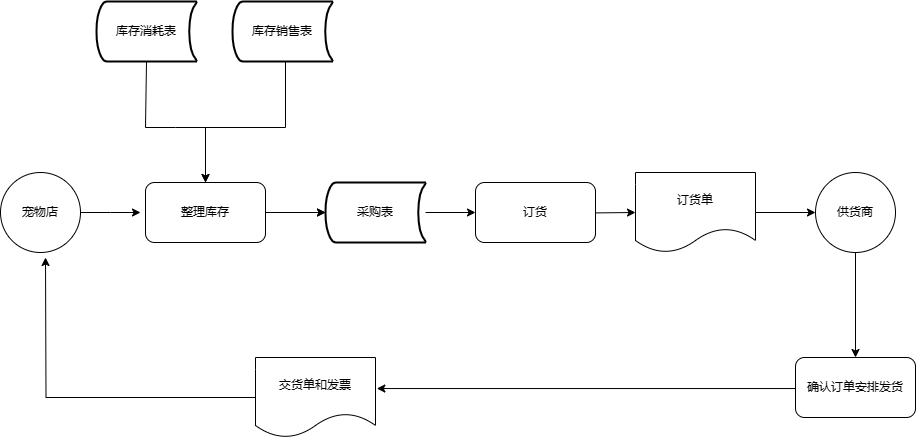 库存消耗表
库存销售表
宠物店
整理库存
采购表
订货
订货单
供货商
交货单和发票
确认订单安排发货